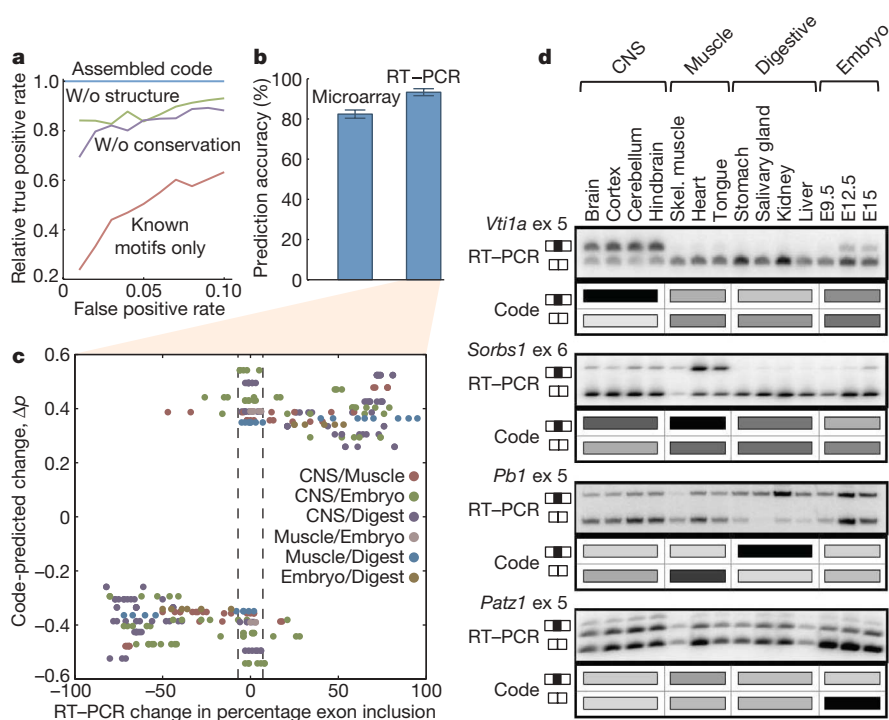 a
Assembled code
W/o structure
W/o conservation
Known
motifs only
1.0
0.8
0.6
0.4
0.2
Relative true positive rate
0
0.05
0.10
False positive rate
b
RT–PCR
Microarray
100
80
60
40
20
0
Prediction accuracy (%)
c
0.6
0.4
0.2
0
−0.2
−0.4
−0.6
Code-predicted change, Δp
CNS/Muscle
CNS/Embryo
CNS/Digest
Muscle/Embryo
Muscle/Digest
Embryo/Digest
−100
−50
0
50
100
RT–PCR change in percentage exon inclusion
d
CNS
Muscle
Digestive
Embryo
Brain
Cortex
Cerebellum
Hindbrain
Skel. muscle
Heart
Tongue
Stomach
Salivary gland
Kidney
Liver
E9.5
E12.5
E15
Vti1a ex 5
RT–PCR
Code
Sorbs1 ex 6
RT–PCR
Code
Pb1 ex 5
RT–PCR
Code
Patz1 ex 5
RT–PCR
Code